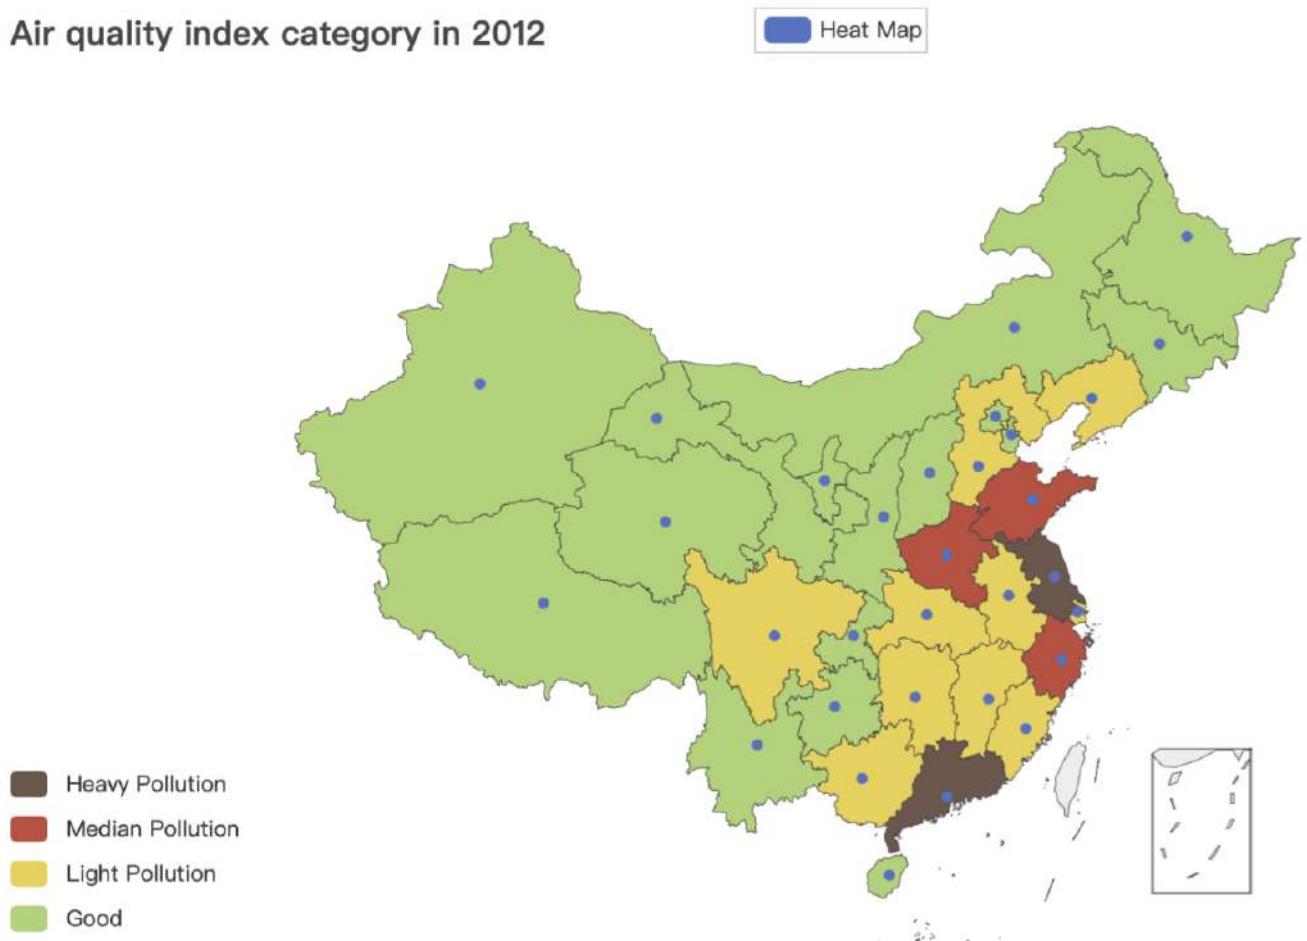 Air quality index category in 2012
Heat Map
Heavy Pollution
Median Pollution
Light Pollution
Good